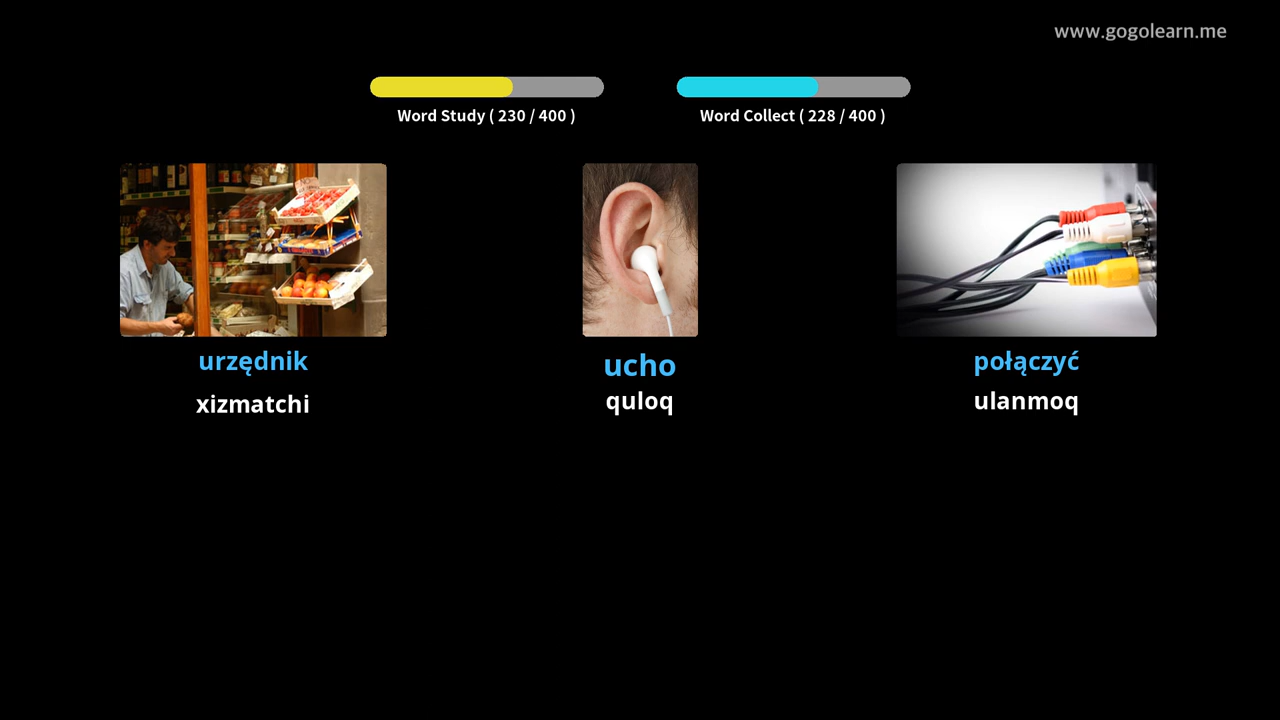 www.gogolearn.me
Word Study ( 230 / 400 )
Word Collect ( 228 / 400 )
urzędnik
xizmatchi
ucho
quloq
połączyć
ulanmoq